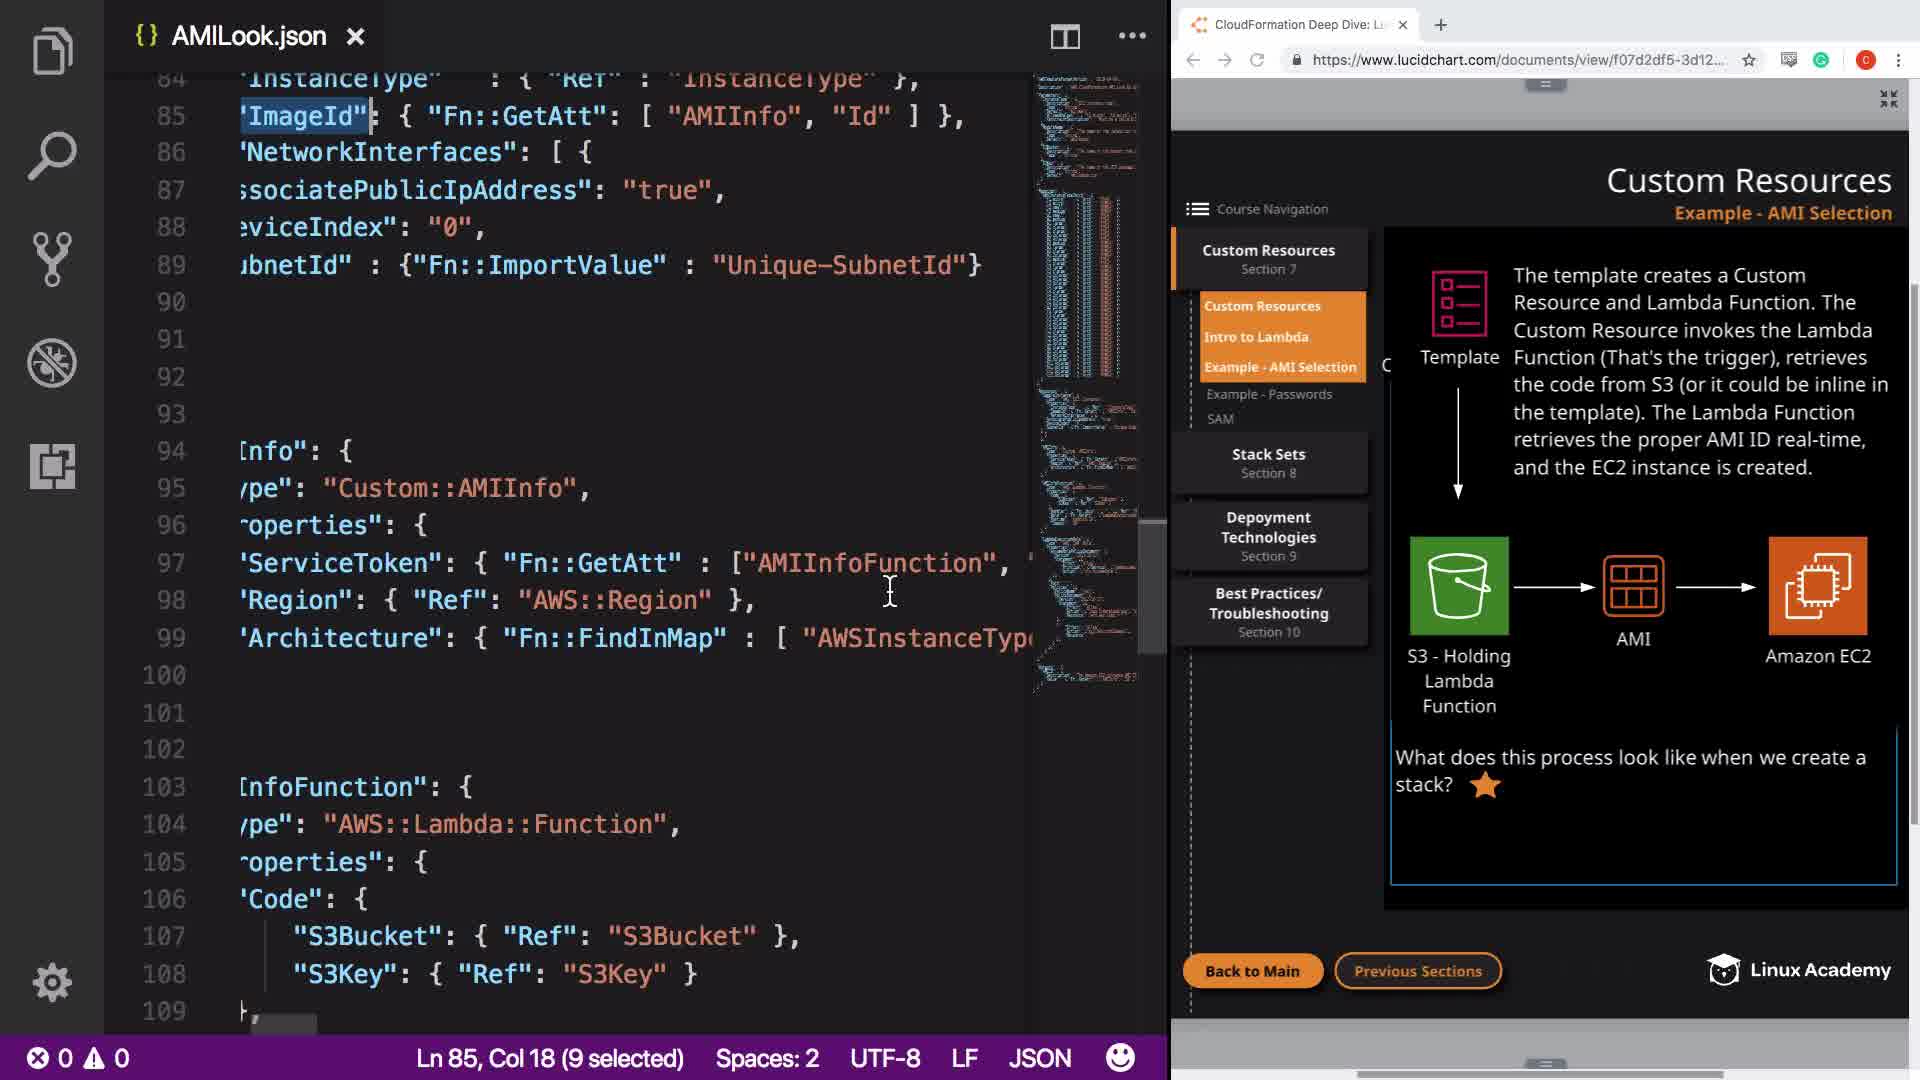 AMILook.json
84 "InstanceType" : { "Ref" : "InstanceType" },
85 "ImageId": { "Fn::GetAtt": [ "AMIInfo", "Id" ] },
86 "NetworkInterfaces": [ {
87 ssociatePublicIpAddress": "true",
88 eviceIndex": "0",
89 ubnetId" : {"Fn::ImportValue" : "Unique-SubnetId"}
90
91
92
93
94 Info": {
95 ype": "Custom::AMIInfo",
96 roperties": {
97 "ServiceToken": { "Fn::GetAtt" : ["AMIInfoFunction", "
98 "Region": { "Ref": "AWS::Region" },
99 "Architecture": { "Fn::FindInMap" : [ "AWSInstanceType
100
101
102
103 InfoFunction": {
104 ype": "AWS::Lambda::Function",
105 roperties": {
106 "Code": {
107 "S3Bucket": { "Ref": "S3Bucket" },
108 "S3Key": { "Ref": "S3Key" }
109 },
0 0 Ln 85, Col 18 (9 selected) Spaces: 2 UTF-8 LF JSON
CloudFormation Deep Dive: Lu
https://www.lucidchart.com/documents/view/f07d2df5-3d12...
C
Custom Resources
Example - AMI Selection
Course Navigation
Custom Resources
Section 7
Custom Resources
Intro to Lambda
Example - AMI Selection
Example - Passwords
SAM
Stack Sets
Section 8
Depoyment
Technologies
Section 9
Best Practices/
Troubleshooting
Section 10
C
Template
The template creates a Custom
Resource and Lambda Function. The
Custom Resource invokes the Lambda
Function (That's the trigger), retrieves
the code from S3 (or it could be inline in
the template). The Lambda Function
retrieves the proper AMI ID real-time,
and the EC2 instance is created.
S3 - Holding
Lambda
Function
AMI
Amazon EC2
What does this process look like when we create a
stack?
Back to Main
Previous Sections
Linux Academy